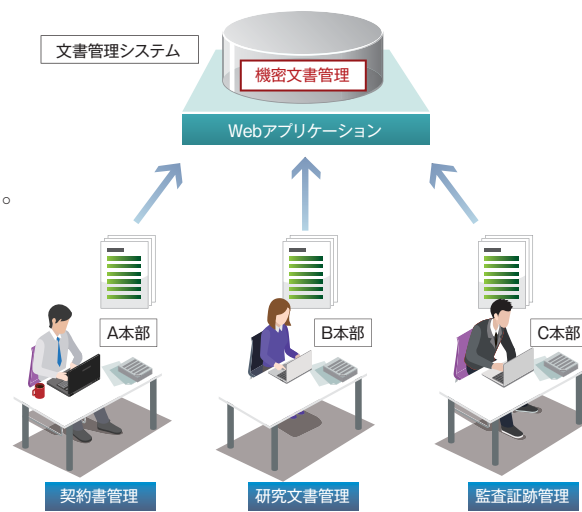 文書管理システム
機密文書管理
Webアプリケーション
。
A本部
B本部
C本部
契約書管理
研究文書管理
監査証跡管理